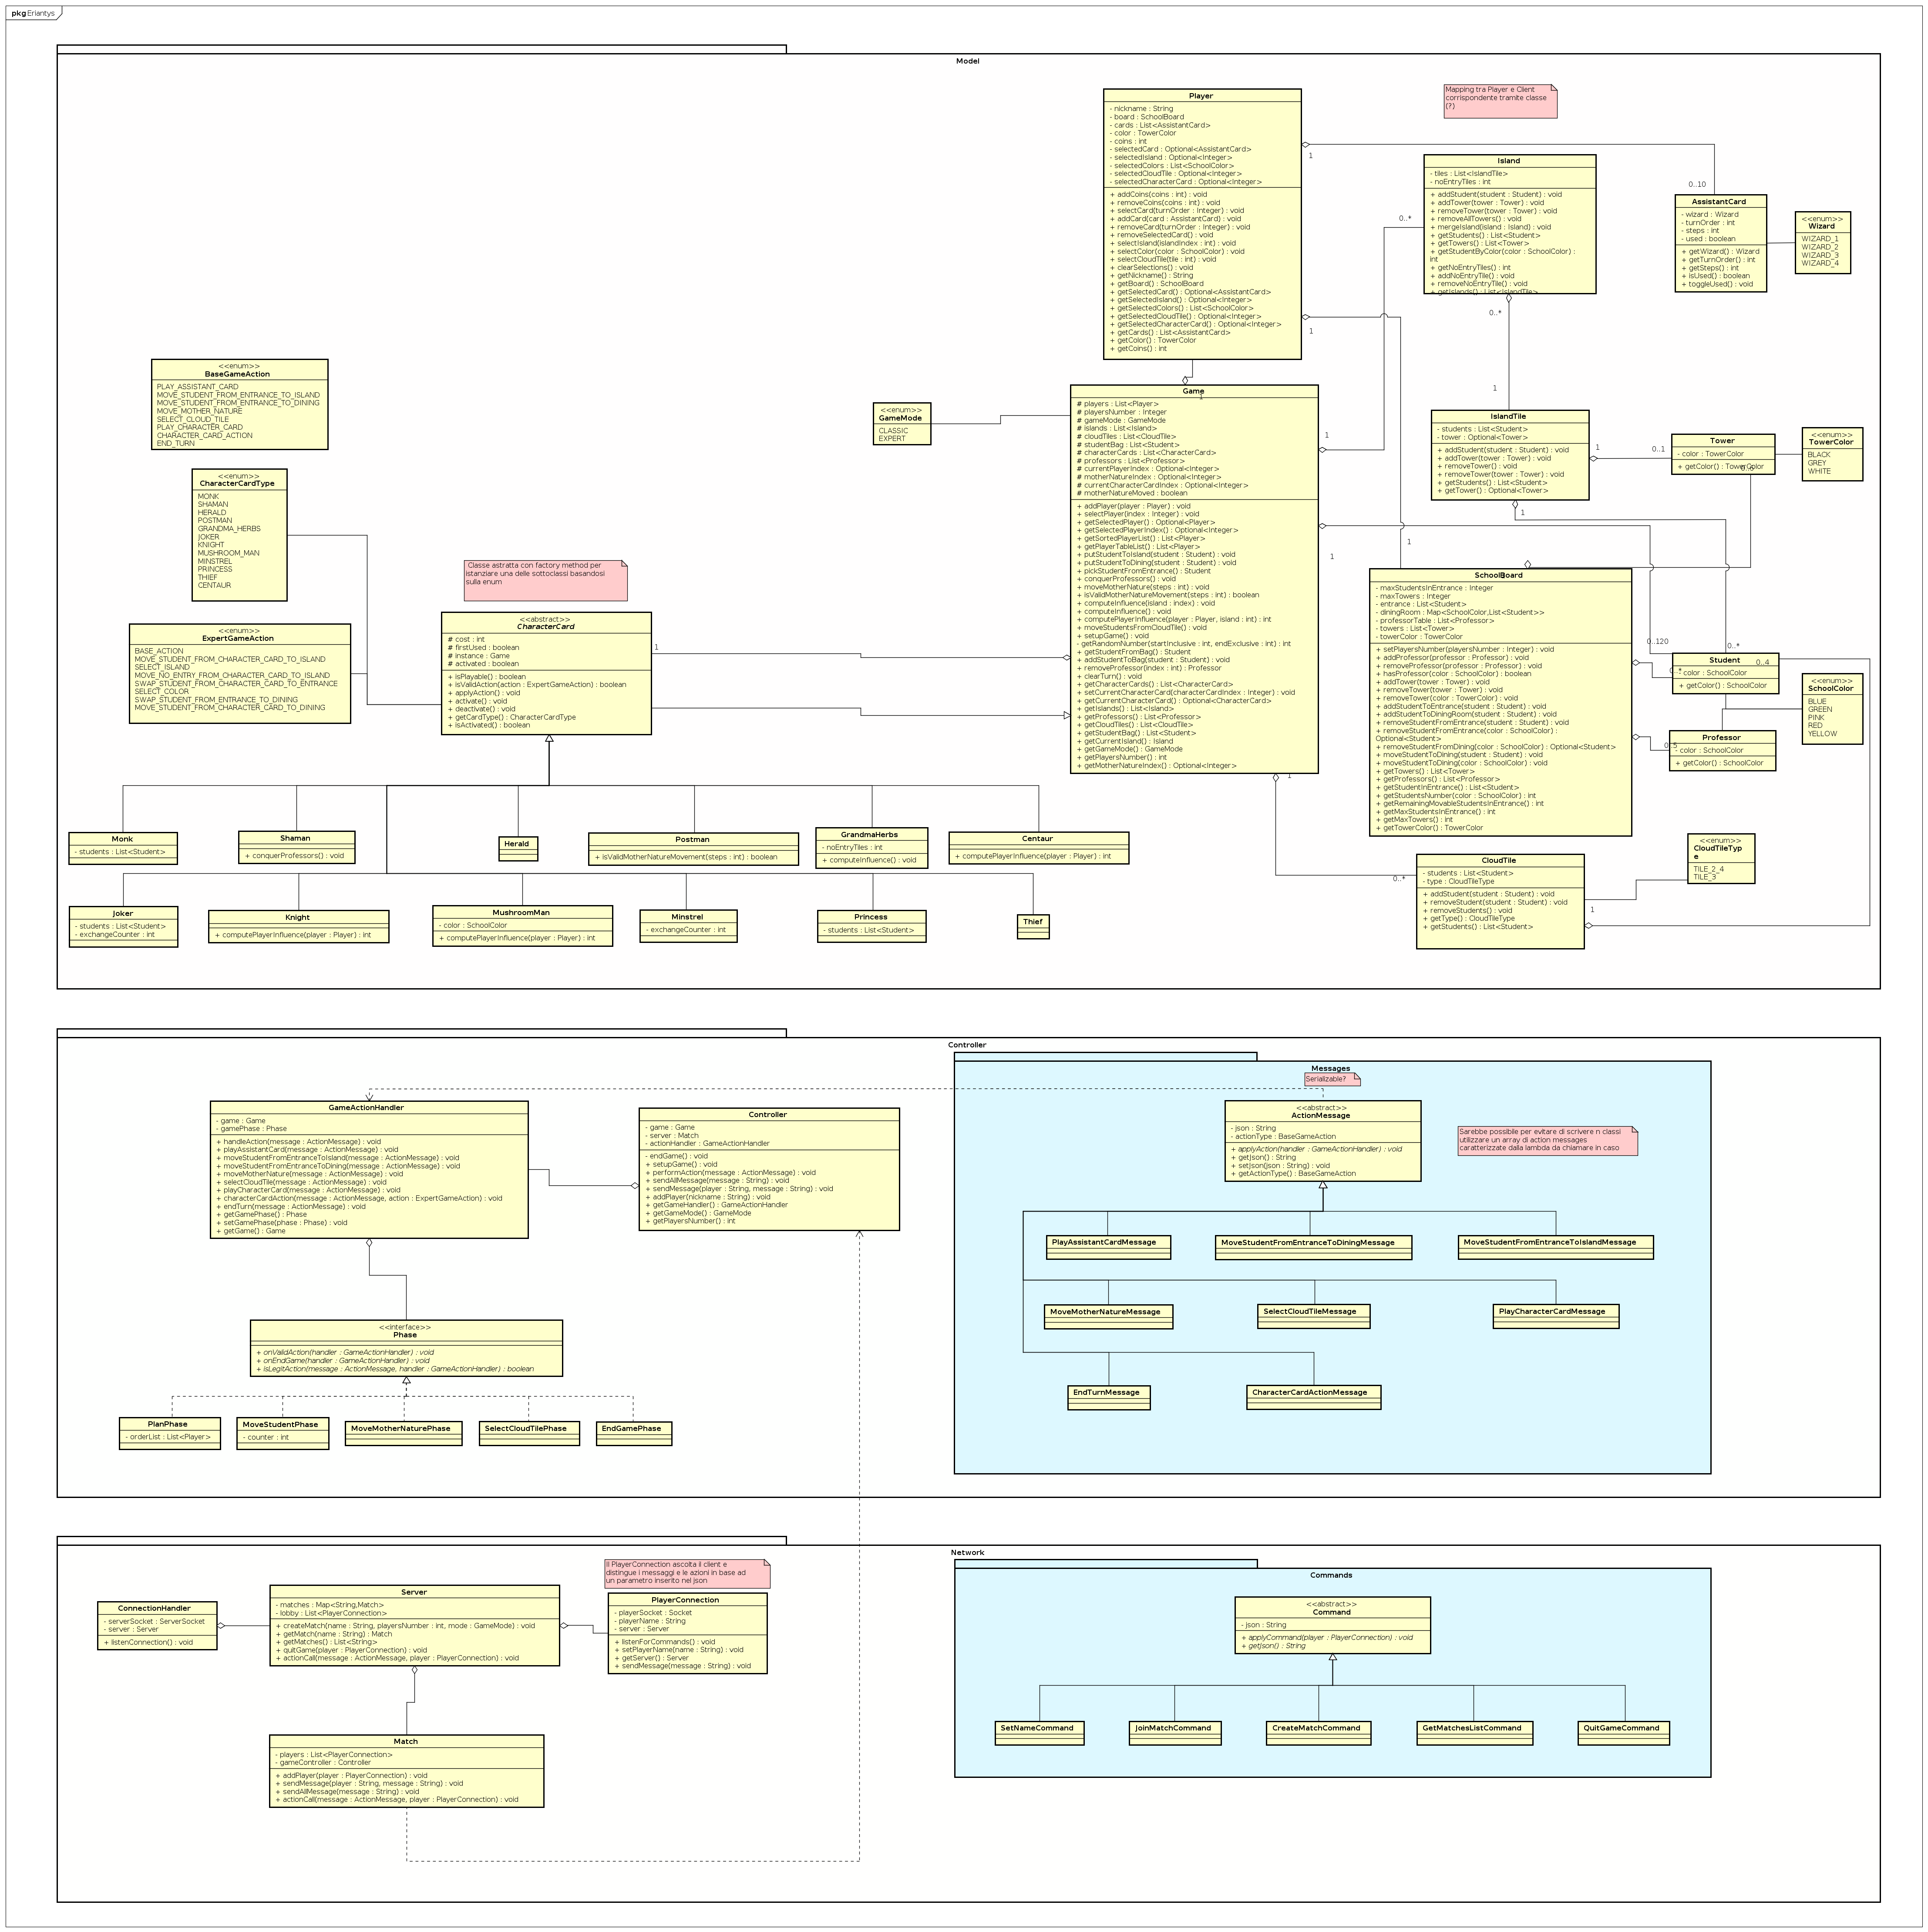 pkg Eriantys
Model
Player
- nickname : String
- board : SchoolBoard
- cards : List<AssistantCard>
- color : TowerColor
- coins : int
- selectedCard : Optional<AssistantCard>
- selectedIsland : Optional<Integer>
- selectedColors : List<SchoolColor>
- selectedCloudTile : Optional<Integer>
- selectedCharacterCard : Optional<Integer>
+ addCoins(coins : int) : void
+ removeCoins(coins : int) : void
+ selectCard(turnOrder : Integer) : void
+ addCard(card : AssistantCard) : void
+ removeCard(turnOrder : Integer) : void
+ removeSelectedCard() : void
+ selectIsland(islandIndex : int) : void
+ selectColor(color : SchoolColor) : void
+ selectCloudTile(tile : int) : void
+ clearSelections() : void
+ getNickname() : String
+ getBoard() : SchoolBoard
+ getSelectedCard() : Optional<AssistantCard>
+ getSelectedIsland() : Optional<Integer>
+ getSelectedColors() : List<SchoolColor>
+ getSelectedCloudTile() : Optional<Integer>
+ getSelectedCharacterCard() : Optional<Integer>
+ getCards() : List<AssistantCard>
+ getColor() : TowerColor
+ getCoins() : int
1
1
Mapping tra Player e Client
corrispondente tramite classe
(?)
Island
- tiles : List<IslandTile>
- noEntryTiles : int
+ addStudent(student : Student) : void
+ addTower(tower : Tower) : void
+ removeTower(tower : Tower) : void
+ removeAllTowers() : void
+ mergeIsland(island : Island) : void
+ getStudents() : List<Student>
+ getTowers() : List<Tower>
+ getStudentByColor(color : SchoolColor) :
int
+ getNoEntryTiles() : int
+ addNoEntryTile() : void
+ removeNoEntryTile() : void
+ getIslands() : List<IslandTile>
0..*
0..*
1
0..10
AssistantCard
- wizard : Wizard
- turnOrder : int
- steps : int
- used : boolean
+ getWizard() : Wizard
+ getTurnOrder() : int
+ getSteps() : int
+ isUsed() : boolean
+ toggleUsed() : void
<<enum>>
Wizard
WIZARD_1
WIZARD_2
WIZARD_3
WIZARD_4
<<enum>>
BaseGameAction
PLAY_ASSISTANT_CARD
MOVE_STUDENT_FROM_ENTRANCE_TO_ISLAND
MOVE_STUDENT_FROM_ENTRANCE_TO_DINING
MOVE_MOTHER_NATURE
SELECT_CLOUD_TILE
PLAY_CHARACTER_CARD
CHARACTER_CARD_ACTION
END_TURN
<<enum>>
GameMode
CLASSIC
EXPERT
Game
1
# players : List<Player>
# playersNumber : Integer
# gameMode : GameMode
# islands : List<Island>
# cloudTiles : List<CloudTile>
# studentBag : List<Student>
# characterCards : List<CharacterCard>
# professors : List<Professor>
# currentPlayerIndex : Optional<Integer>
# motherNatureIndex : Optional<Integer>
# currentCharacterCardIndex : Optional<Integer>
# motherNatureMoved : boolean
+ addPlayer(player : Player) : void
+ selectPlayer(index : Integer) : void
+ getSelectedPlayer() : Optional<Player>
+ getSelectedPlayerIndex() : Optional<Integer>
+ getSortedPlayerList() : List<Player>
+ getPlayerTableList() : List<Player>
+ putStudentToIsland(student : Student) : void
+ putStudentToDining(student : Student) : void
+ pickStudentFromEntrance() : Student
+ conquerProfessors() : void
+ moveMotherNature(steps : int) : void
+ isValidMotherNatureMovement(steps : int) : boolean
+ computeInfluence(island : index) : void
+ computeInfluence() : void
+ computePlayerInfluence(player : Player, island : int) : int
+ moveStudentsFromCloudTile() : void
+ setupGame() : void
- getRandomNumber(startInclusive : int, endExclusive : int) : int
+ getStudentFromBag() : Student
+ addStudentToBag(student : Student) : void
+ removeProfessor(index : int) : Professor
+ clearTurn() : void
+ getCharacterCards() : List<CharacterCard>
+ setCurrentCharacterCard(characterCardIndex : Integer) : void
+ getCurrentCharacterCard() : Optional<CharacterCard>
+ getIslands() : List<Island>
+ getProfessors() : List<Professor>
+ getCloudTiles() : List<CloudTile>
+ getStudentBag() : List<Student>
+ getCurrentIsland() : Island
+ getGameMode() : GameMode
+ getPlayersNumber() : int
+ getMotherNatureIndex() : Optional<Integer>
1
1
1
1
IslandTile
- students : List<Student>
- tower : Optional<Tower>
+ addStudent(student : Student) : void
+ addTower(tower : Tower) : void
+ removeTower() : void
+ removeTower(tower : Tower) : void
+ getStudents() : List<Student>
+ getTower() : Optional<Tower>
1
0..1
1
Tower
- color : TowerColor
+ getColor() : TowerColor
<<enum>>
TowerColor
BLACK
GREY
WHITE
<<enum>>
CharacterCardType
MONK
SHAMAN
HERALD
POSTMAN
GRANDMA_HERBS
JOKER
KNIGHT
MUSHROOM_MAN
MINSTREL
PRINCESS
THIEF
CENTAUR
Classe astratta con factory method per
istanziare una delle sottoclassi basandosi
sulla enum
<<enum>>
ExpertGameAction
BASE_ACTION
MOVE_STUDENT_FROM_CHARACTER_CARD_TO_ISLAND
SELECT_ISLAND
MOVE_NO_ENTRY_FROM_CHARACTER_CARD_TO_ISLAND
SWAP_STUDENT_FROM_CHARACTER_CARD_TO_ENTRANCE
SELECT_COLOR
SWAP_STUDENT_FROM_ENTRANCE_TO_DINING
MOVE_STUDENT_FROM_CHARACTER_CARD_TO_DINING
<<abstract>>
CharacterCard
# cost : int
# firstUsed : boolean
# instance : Game
# activated : boolean
+ isPlayable() : boolean
+ isValidAction(action : ExpertGameAction) : boolean
+ applyAction() : void
+ activate() : void
+ deactivate() : void
+ getCardType() : CharacterCardType
+ isActivated() : boolean
1
SchoolBoard
- maxStudentsInEntrance : Integer
- maxTowers : Integer
- entrance : List<Student>
- diningRoom : Map<SchoolColor,List<Student>>
- professorTable : List<Professor>
- towers : List<Tower>
- towerColor : TowerColor
+ setPlayersNumber(playersNumber : Integer) : void
+ addProfessor(professor : Professor) : void
+ removeProfessor(professor : Professor) : void
+ hasProfessor(color : SchoolColor) : boolean
+ addTower(tower : Tower) : void
+ removeTower(tower : Tower) : void
+ removeTower(color : TowerColor) : void
+ addStudentToEntrance(student : Student) : void
+ addStudentToDiningRoom(student : Student) : void
+ removeStudentFromEntrance(student : Student) : void
+ removeStudentFromEntrance(color : SchoolColor) :
Optional<Student>
+ removeStudentFromDining(color : SchoolColor) : Optional<Student>
+ moveStudentToDining(student : Student) : void
+ moveStudentToDining(color : SchoolColor) : void
+ getTowers() : List<Tower>
+ getProfessors() : List<Professor>
+ getStudentInEntrance() : List<Student>
+ getStudentsNumber(color : SchoolColor) : int
+ getRemainingMovableStudentsInEntrance() : int
+ getMaxStudentsInEntrance() : int
+ getMaxTowers() : int
+ getTowerColor() : TowerColor
0..120
0..*
0..4
Student
- color : SchoolColor
+ getColor() : SchoolColor
<<enum>>
SchoolColor
BLUE
GREEN
PINK
RED
YELLOW
Professor
- color : SchoolColor
+ getColor() : SchoolColor
Monk
- students : List<Student>
Shaman
+ conquerProfessors() : void
Herald
Postman
+ isValidMotherNatureMovement(steps : int) : boolean
GrandmaHerbs
- noEntryTiles : int
+ computeInfluence() : void
Centaur
+ computePlayerInfluence(player : Player) : int
Joker
- students : List<Student>
- exchangeCounter : int
Knight
+ computePlayerInfluence(player : Player) : int
MushroomMan
- color : SchoolColor
+ computePlayerInfluence(player : Player) : int
Minstrel
- exchangeCounter : int
Princess
- students : List<Student>
Thief
0..*
CloudTile
- students : List<Student>
- type : CloudTileType
+ addStudent(student : Student) : void
+ removeStudent(student : Student) : void
+ removeStudents() : void
+ getType() : CloudTileType
+ getStudents() : List<Student>
1
<<enum>>
CloudTileTyp
e
TILE_2_4
TILE_3
Controller
GameActionHandler
- game : Game
- gamePhase : Phase
+ handleAction(message : ActionMessage) : void
+ playAssistantCard(message : ActionMessage) : void
+ moveStudentFromEntranceToIsland(message : ActionMessage) : void
+ moveStudentFromEntranceToDining(message : ActionMessage) : void
+ moveMotherNature(message : ActionMessage) : void
+ selectCloudTile(message : ActionMessage) : void
+ playCharacterCard(message : ActionMessage) : void
+ characterCardAction(message : ActionMessage, action : ExpertGameAction) : void
+ endTurn(message : ActionMessage) : void
+ getGamePhase() : Phase
+ setGamePhase(phase : Phase) : void
+ getGame() : Game
Controller
- game : Game
- server : Match
- actionHandler : GameActionHandler
- endGame() : void
+ setupGame() : void
+ performAction(message : ActionMessage) : void
+ sendAllMessage(message : String) : void
+ sendMessage(player : String, message : String) : void
+ addPlayer(nickname : String) : void
+ getGameHandler() : GameActionHandler
+ getGameMode() : GameMode
+ getPlayersNumber() : int
<<interface>>
Phase
+ onValidAction(handler : GameActionHandler) : void
+ onEndGame(handler : GameActionHandler) : void
+ isLegitAction(message : ActionMessage, handler : GameActionHandler) : boolean
PlanPhase
- orderList : List<Player>
MoveStudentPhase
- counter : int
MoveMotherNaturePhase
SelectCloudTilePhase
EndGamePhase
Messages
Serializable?
<<abstract>>
ActionMessage
- json : String
- actionType : BaseGameAction
+ applyAction(handler : GameActionHandler) : void
+ getJson() : String
+ setJson(json : String) : void
+ getActionType() : BaseGameAction
Sarebbe possibile per evitare di scrivere n classi
utilizzare un array di action messages
caratterizzate dalla lambda da chiamare in caso
PlayAssistantCardMessage
MoveStudentFromEntranceToDiningMessage
MoveStudentFromEntranceToIslandMessage
MoveMotherNatureMessage
SelectCloudTileMessage
PlayCharacterCardMessage
EndTurnMessage
CharacterCardActionMessage
Network
ConnectionHandler
- serverSocket : ServerSocket
- server : Server
+ listenConnection() : void
Server
- matches : Map<String,Match>
- lobby : List<PlayerConnection>
+ createMatch(name : String, playersNumber : int, mode : GameMode) : void
+ getMatch(name : String) : Match
+ getMatches() : List<String>
+ quitGame(player : PlayerConnection) : void
+ actionCall(message : ActionMessage, player : PlayerConnection) : void
Il PlayerConnection ascolta il client e
distingue i messaggi e le azioni in base ad
un parametro inserito nel json
PlayerConnection
- playerSocket : Socket
- playerName : String
- server : Server
+ listenForCommands() : void
+ setPlayerName(name : String) : void
+ getServer() : Server
+ sendMessage(message : String) : void
Match
- players : List<PlayerConnection>
- gameController : Controller
+ addPlayer(player : PlayerConnection) : void
+ sendMessage(player : String, message : String) : void
+ sendAllMessage(message : String) : void
+ actionCall(message : ActionMessage, player : PlayerConnection) : void
Commands
<<abstract>>
Command
- json : String
+ applyCommand(player : PlayerConnection) : void
+ getJson() : String
SetNameCommand
JoinMatchCommand
CreateMatchCommand
GetMatchesListCommand
QuitGameCommand